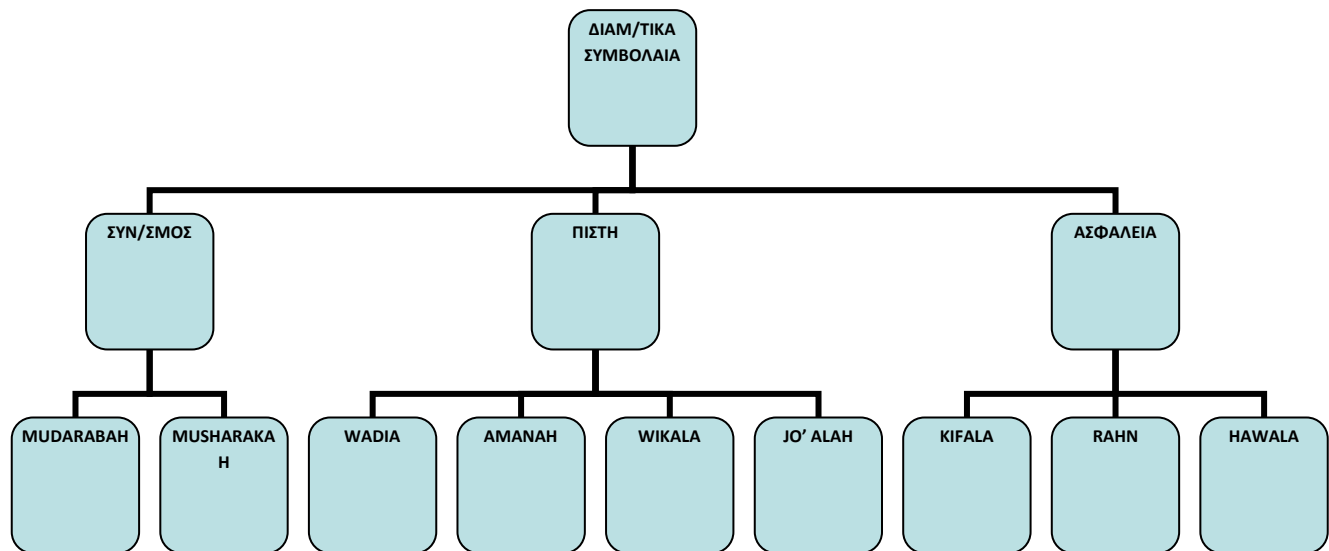 ΔΙΑΜ/ΤΙΚΑ
ΣΥΜΒΟΛΑΙΑ
ΣΥΝ/ΣΜΟΣ
ΠΙΣΤΗ
ΑΣΦΑΛΕΙΑ
MUDARABAH
MUSHARAKA
H
WADIA
AMANAH
WIKALA
JO’ ALAH
KIFALA
RAHN
HAWALA